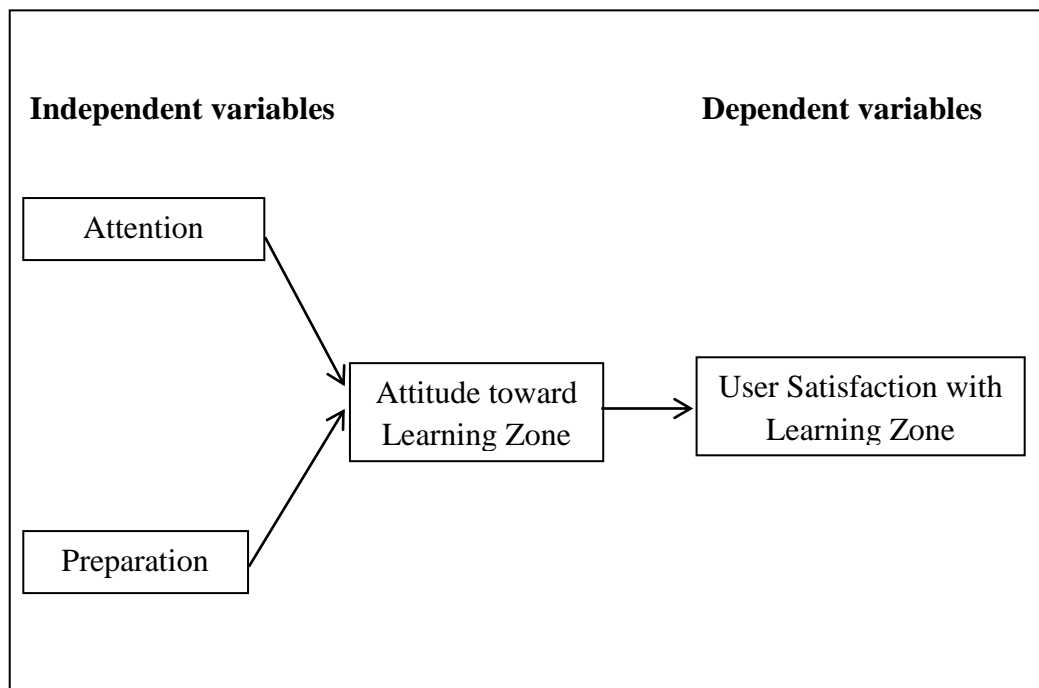 Independent variables
Dependent variables
Attention
Attitude toward
Learning Zone
User Satisfaction with
Learning Zone
Preparation